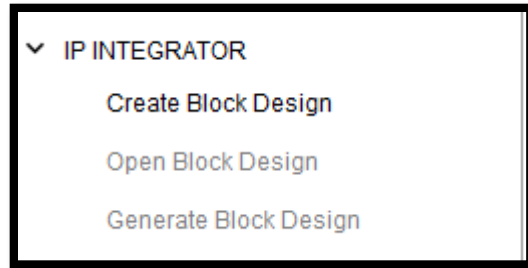 IP INTEGRATOR
Create Block Design
Open Block Design
Generate Block Design